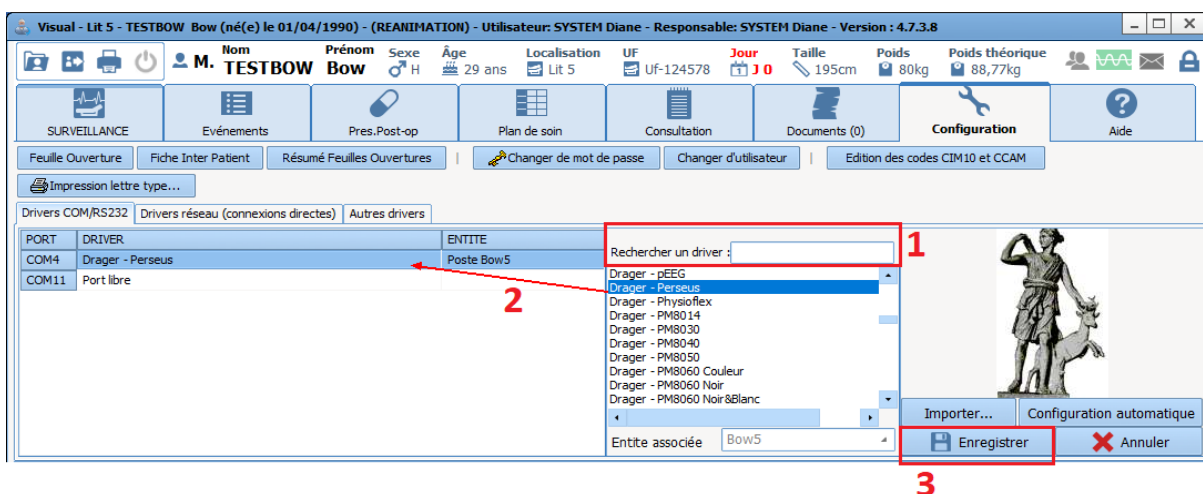 Visual - Lit 5 - TESTBOW Bow (né(e) le 01/04/1990) - (REANIMATION) - Utilisateur: SYSTEM Diane - Responsable: SYSTEM Diane - Version : 4.7.3.8
M. Nom Prénom Sexe Âge Localisation UF Jour Taille Poids Poids théorique
TESTBOW Bow H 29 ans Lit 5 Uf-124578 1 J 0 195cm 80kg 88,77kg
SURVEILLANCE Evénements Pres.Post-op Plan de soin Consultation Documents (0) Configuration Aide
Feuille Ouverture Fiche Inter Patient Résumé Feuilles Ouvertures | Changer de mot de passe Changer d'utilisateur | Edition des codes CIM10 et CCAM
Impression lettre type...
Drivers COM/RS232 Drivers réseau (connexions directes) Autres drivers
PORT DRIVER ENTITE
COM4 Drager - Perseus Poste Bow5
COM11 Port libre
2
Rechercher un driver :
1
Drager - pEEG
Drager - Perseus
Drager - Physioflex
Drager - PM8014
Drager - PM8030
Drager - PM8040
Drager - PM8050
Drager - PM8060 Couleur
Drager - PM8060 Noir
Drager - PM8060 Noir&Blanc
Entite associée Bow5
Importer... Configuration automatique
Enregistrer Annuler
3